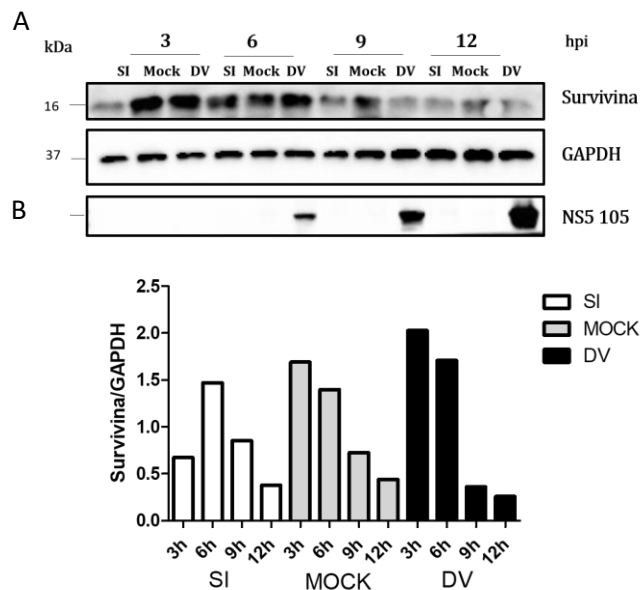 A
kDa 3 6 9 12 hpi
SI Mock DV SI Mock DV SI Mock DV SI Mock DV
16 Survivina
37 GAPDH
B NS5 105
2.5
2.0
1.5
1.0
0.5
0.0
Survivina/GAPDH
SI
MOCK
DV
3h 6h 9h 12h 3h 6h 9h 12h 3h 6h 9h 12h
SI MOCK DV